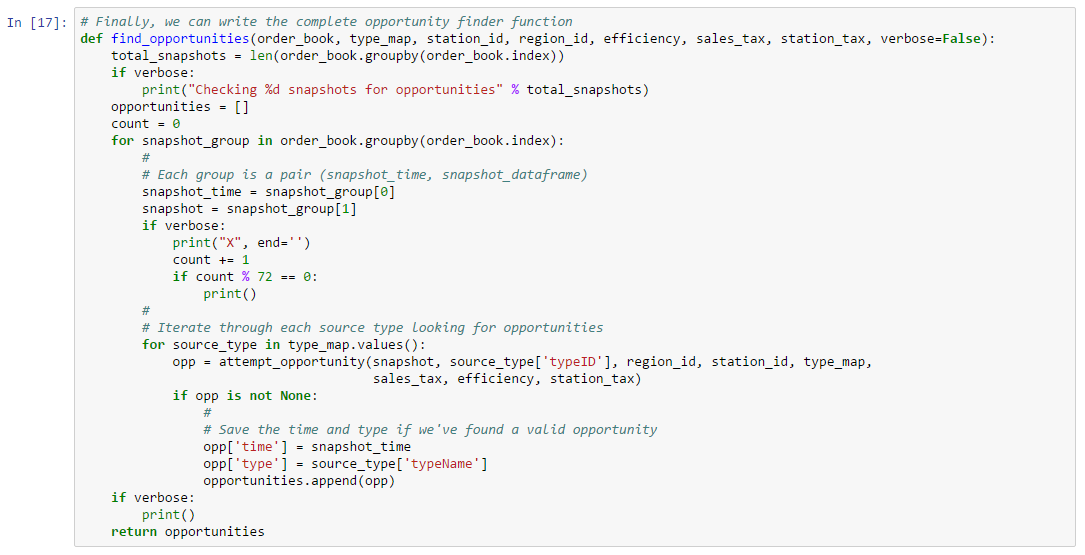 In [17]: # Finally, we can write the complete opportunity finder function
def find_opportunities(order_book, type_map, station_id, region_id, efficiency, sales_tax, station_tax, verbose=False):
    total_snapshots = len(order_book.groupby(order_book.index))
    if verbose:
        print("Checking %d snapshots for opportunities" % total_snapshots)
    opportunities = []
    count = 0
    for snapshot_group in order_book.groupby(order_book.index):
        #
        # Each group is a pair (snapshot_time, snapshot_dataframe)
        snapshot_time = snapshot_group[0]
        snapshot = snapshot_group[1]
        if verbose:
            print("X", end='')
            count += 1
            if count % 72 == 0:
                print()
        #
        # Iterate through each source type looking for opportunities
        for source_type in type_map.values():
            opp = attempt_opportunity(snapshot, source_type['typeID'], region_id, station_id, type_map,
                                      sales_tax, efficiency, station_tax)
            if opp is not None:
                #
                # Save the time and type if we've found a valid opportunity
                opp['time'] = snapshot_time
                opp['type'] = source_type['typeName']
                opportunities.append(opp)
    if verbose:
        print()
    return opportunities